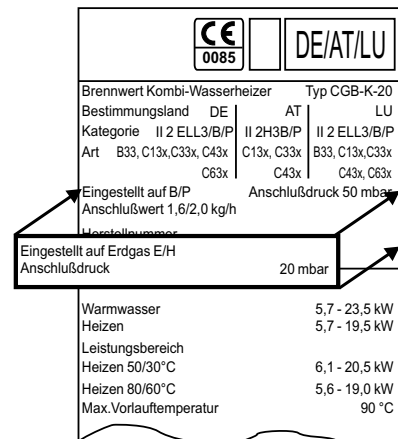 CE
0085
DE/AT/LU
Brennwert Kombi-Wasserheizer Typ CGB-K-20
Bestimmungsland DE AT LU
Kategorie II 2 ELL3/B/P II 2H3B/P II 2 ELL3/B/P
Art B33, C13x,C33x, C43x C13x, C33x B33, C13x,C33x
C63x C43x C43x, C63x
Eingestellt auf B/P Anschlußdruck 50 mbar
Anschlußwert 1,6/2,0 kg/h
Herstellnummer
Eingestellt auf Erdgas E/H
Anschlußdruck 20 mbar
Warmwasser 5,7 - 23,5 kW
Heizen 5,7 - 19,5 kW
Leistungsbereich
Heizen 50/30°C 6,1 - 20,5 kW
Heizen 80/60°C 5,6 - 19,0 kW
Max.Vorlauftemperatur 90 °C